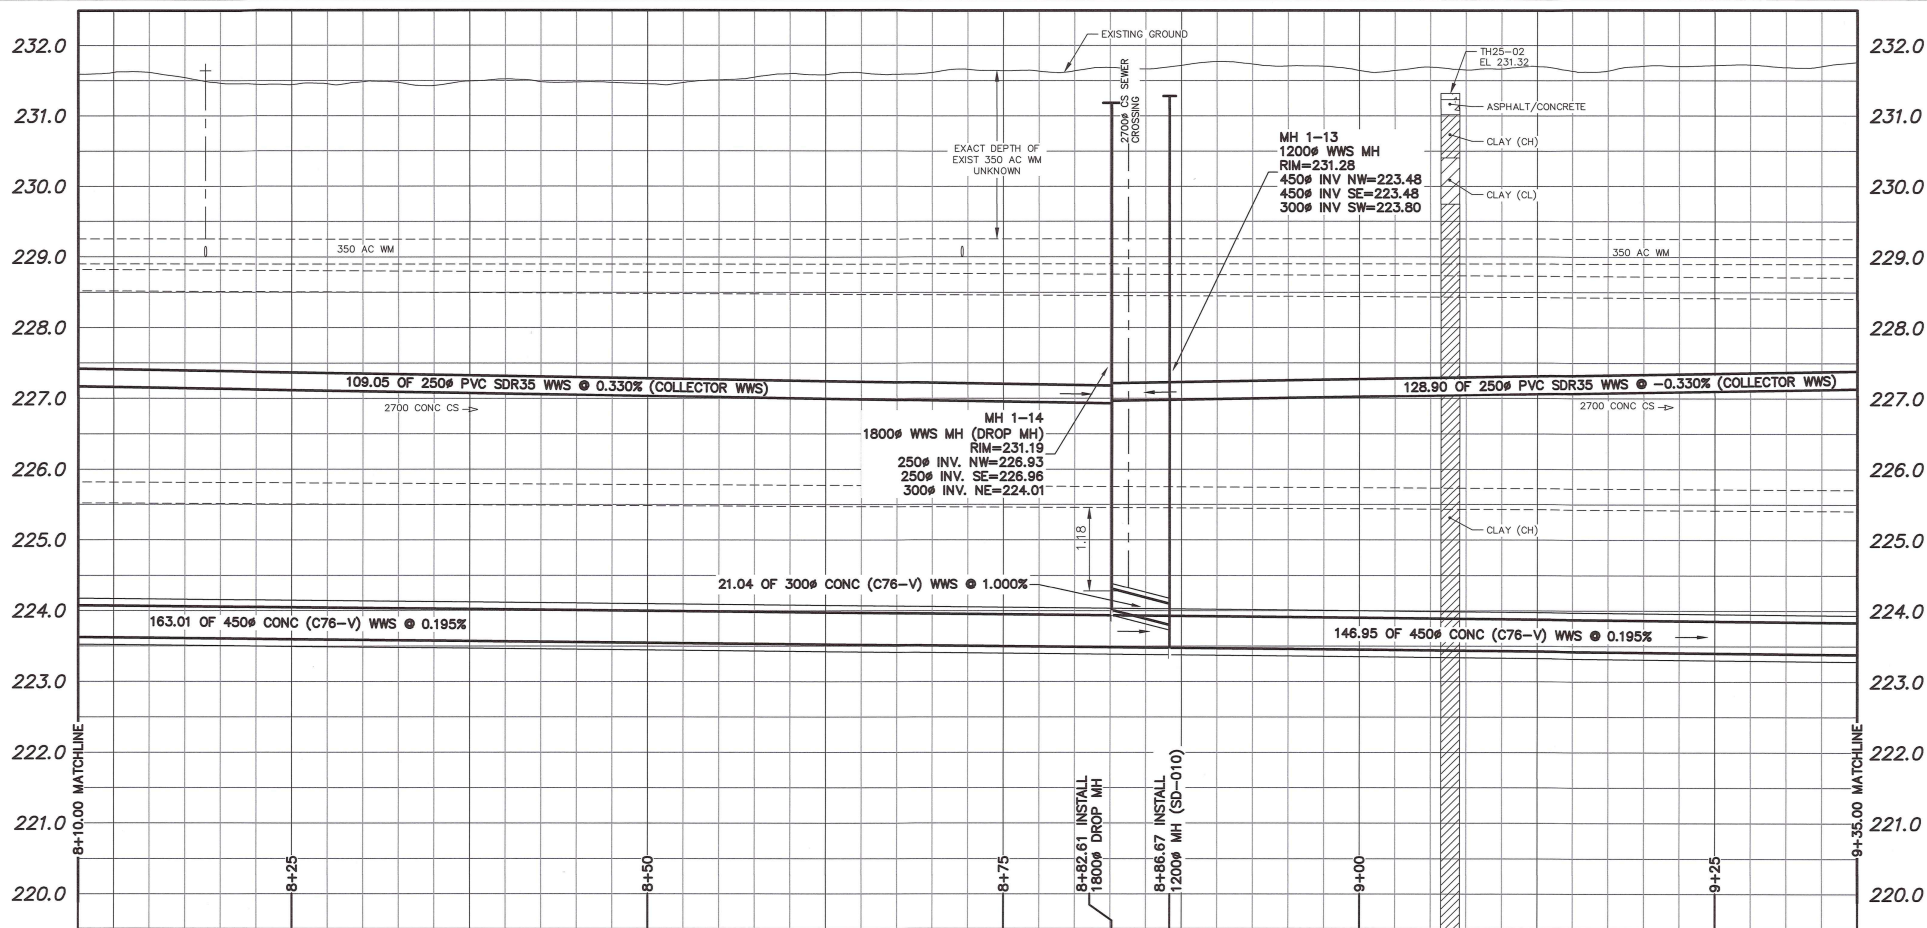 232.0
231.0
230.0
229.0
228.0
227.0
226.0
225.0
224.0
223.0
222.0
221.0
220.0
EXISTING GROUND
2700ø CS SEWER
CROSSING
EXACT DEPTH OF
EXIST 350 AC WM
UNKNOWN
MH 1-13
1200ø WWS MH
RIM=231.28
450ø INV NW=223.48
450ø INV SE=223.48
300ø INV SW=223.80
TH25-02
EL 231.32
ASPHALT/CONCRETE
CLAY (CH)
CLAY (CL)
350 AC WM
350 AC WM
109.05 OF 250ø PVC SDR35 WWS @ 0.330% (COLLECTOR WWS)
128.90 OF 250ø PVC SDR35 WWS @ -0.330% (COLLECTOR WWS)
2700 CONC CS
2700 CONC CS
MH 1-14
1800ø WWS MH (DROP MH)
RIM=231.19
250ø INV. NW=226.93
250ø INV. SE=226.96
300ø INV. NE=224.01
CLAY (CH)
1.18
21.04 OF 300ø CONC (C76-V) WWS @ 1.000%
163.01 OF 450ø CONC (C76-V) WWS @ 0.195%
146.95 OF 450ø CONC (C76-V) WWS @ 0.195%
8+10.00 MATCHLINE
8+25
8+50
8+75
8+82.61 INSTALL
1800ø DROP MH
8+86.67 INSTALL
1200ø MH (SD-010)
9+00
9+25
9+35.00 MATCHLINE
232.0
231.0
230.0
229.0
228.0
227.0
226.0
225.0
224.0
223.0
222.0
221.0
220.0